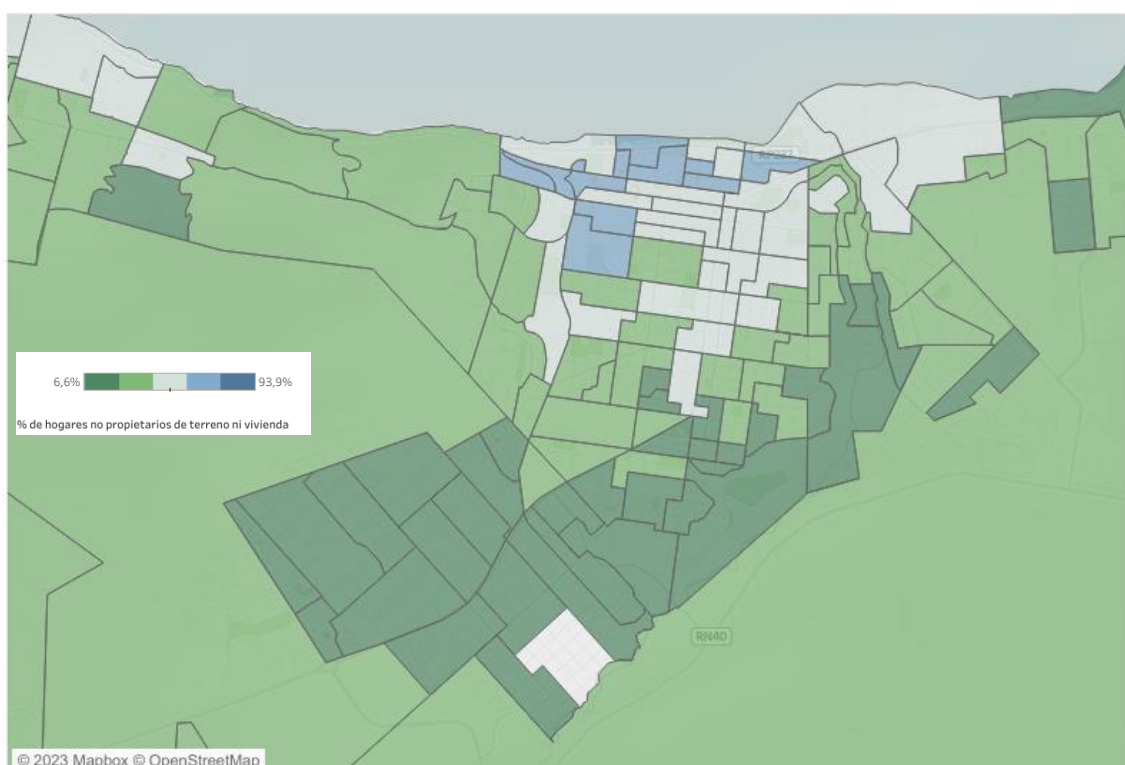 6,6%
93,9%
% de hogares no propietarios de terreno ni vivienda
RN40
© 2023 Mapbox © OpenStreetMap